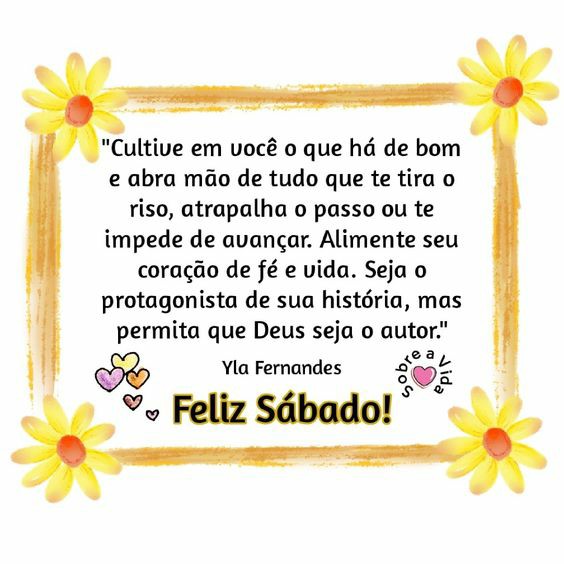 "Cultive em você o que há de bom
e abra mão de tudo que te tira o
riso, atrapalha o passo ou te
impede de avançar. Alimente seu
coração de fé e vida. Seja o
protagonista de sua história, mas
permita que Deus seja o autor."
Yla Fernandes
Sobre a Vida
Feliz Sábado!